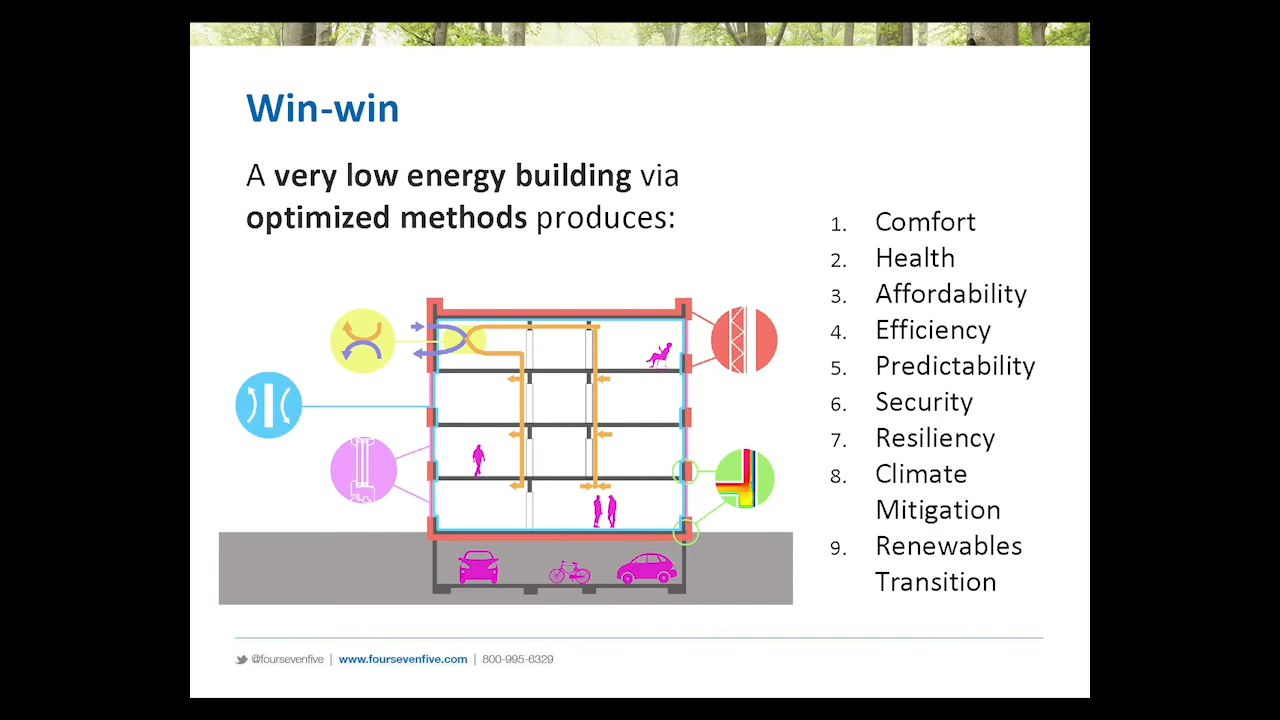 Win-win
A very low energy building via
optimized methods produces:
1. Comfort
2. Health
3. Affordability
4. Efficiency
5. Predictability
6. Security
7. Resiliency
8. Climate
Mitigation
9. Renewables
Transition
@foursevenfive | www.foursevenfive.com | 800-995-6329